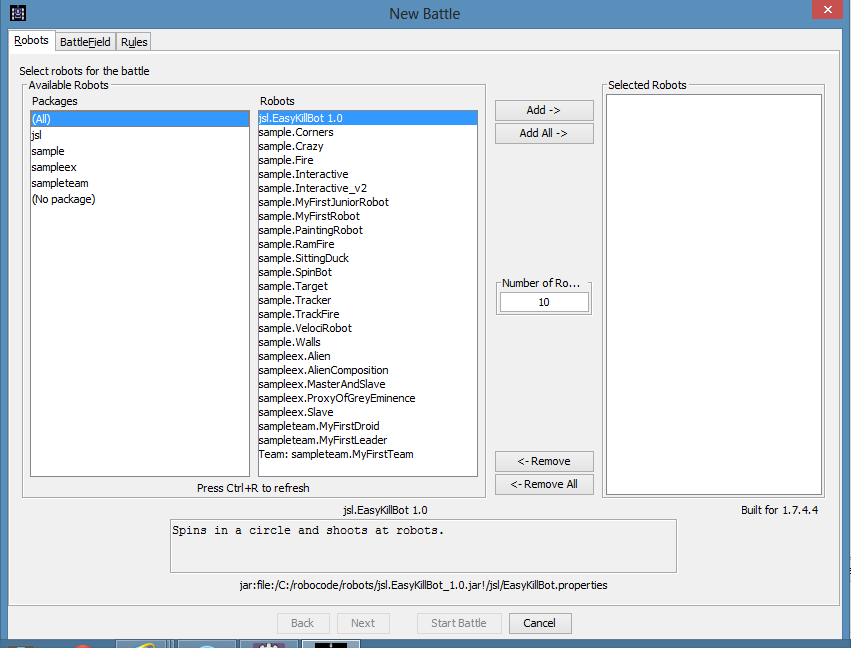 New Battle
Robots BattleField Rules
Select robots for the battle
Available Robots
Packages
(All)
jsl
sample
sampleex
sampleteam
(No package)
Robots
jsl.EasyKillBot 1.0
sample.Corners
sample.Crazy
sample.Fire
sample.Interactive
sample.Interactive_v2
sample.MyFirstJuniorRobot
sample.MyFirstRobot
sample.PaintingRobot
sample.RamFire
sample.SittingDuck
sample.SpinBot
sample.Target
sample.Tracker
sample.TrackFire
sample.VelociRobot
sample.Walls
sampleex.Alien
sampleex.AlienComposition
sampleex.MasterAndSlave
sampleex.ProxyOfGreyEminence
sampleex.Slave
sampleteam.MyFirstDroid
sampleteam.MyFirstLeader
Team: sampleteam.MyFirstTeam
Press Ctrl+R to refresh
Add ->
Add All ->
Number of Ro...
10
<- Remove
<- Remove All
Selected Robots
jsl.EasyKillBot 1.0
Built for 1.7.4.4
Spins in a circle and shoots at robots.
jar:file:/C:/robocode/robots/jsl.EasyKillBot_1.0.jar!/jsl/EasyKillBot.properties
Back Next Start Battle Cancel